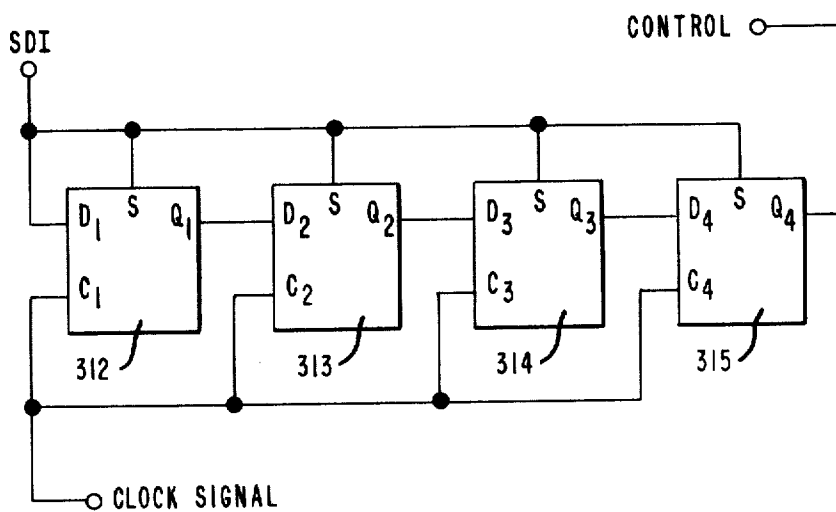 CONTROL
SDI
D1 S Q1 D2 S Q2 D3 S Q3 D4 S Q4
C1 C2 C3 C4
312 313 314 315
CLOCK SIGNAL